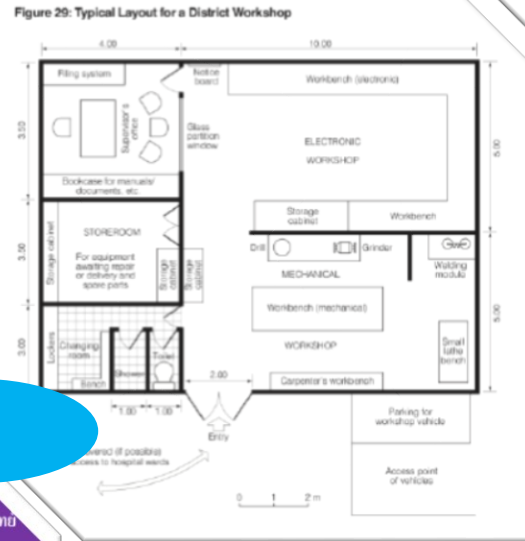 Figure 29: Typical Layout for a District Workshop
4.00
10.00
Filing system
Notice
board
Workbench (electronic)
3.50
Supervisor's
office
Glass
partition
window
ELECTRONIC
WORKSHOP
5.00
Bookcase for manuals/
documents, etc.
Storage
cabinet
Workbench
STOREROOM
3.00
Storage cabinet
For equipment
awaiting repair
or delivery and
spare parts
Storage
cabinet
Storage
cabinet
Drill
Grinder
Welding
module
MECHANICAL
Workbench (mechanical)
WORKSHOP
5.00
3.00
Lockers
Changing
room
Shower
Toilet
Bench
2.00
Small
lathe
bench
Carpenter's workbench
1.00
1.00
Entry
Parking for
workshop vehicle
(if possible)
access to hospital wards
Access point
of vehicles
0 1 2 m